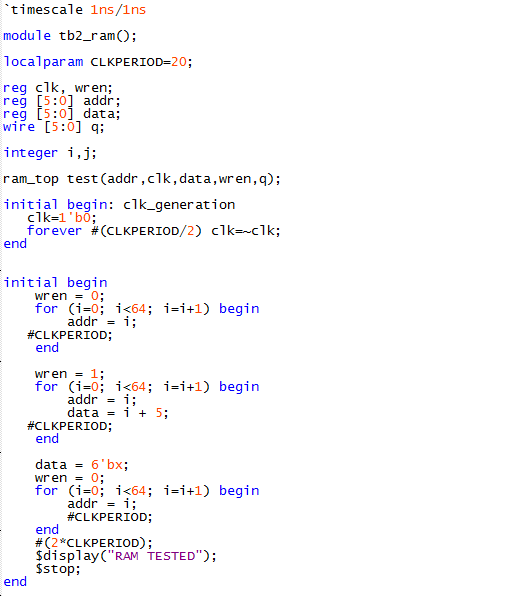 `timescale 1ns/1ns
module tb2_ram();
localparam CLKPERIOD=20;
reg clk, wren;
reg [5:0] addr;
reg [5:0] data;
wire [5:0] q;
integer i,j;
ram_top test(addr,clk,data,wren,q);
initial begin: clk_generation
clk=1'b0;
forever #(CLKPERIOD/2) clk=~clk;
end
initial begin
wren = 0;
for (i=0; i<64; i=i+1) begin
addr = i;
#CLKPERIOD;
end
wren = 1;
for (i=0; i<64; i=i+1) begin
addr = i;
data = i + 5;
#CLKPERIOD;
end
data = 6'bx;
wren = 0;
for (i=0; i<64; i=i+1) begin
addr = i;
#CLKPERIOD;
end
#(2*CLKPERIOD);
$display("RAM TESTED");
$stop;
end